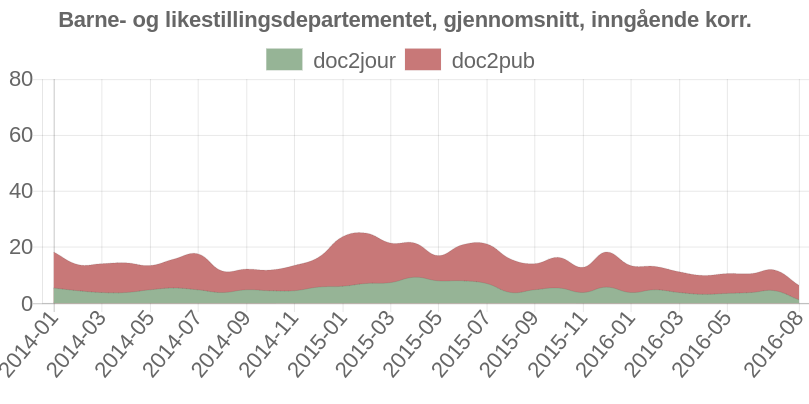 Barne- og likestillingsdepartementet, gjennomsnitt, inngående korr.
doc2jour doc2pub
80
60
40
20
0
2014-01 2014-03 2014-05 2014-07 2014-09 2014-11 2015-01 2015-03 2015-05 2015-07 2015-09 2015-11 2016-01 2016-03 2016-05 2016-08